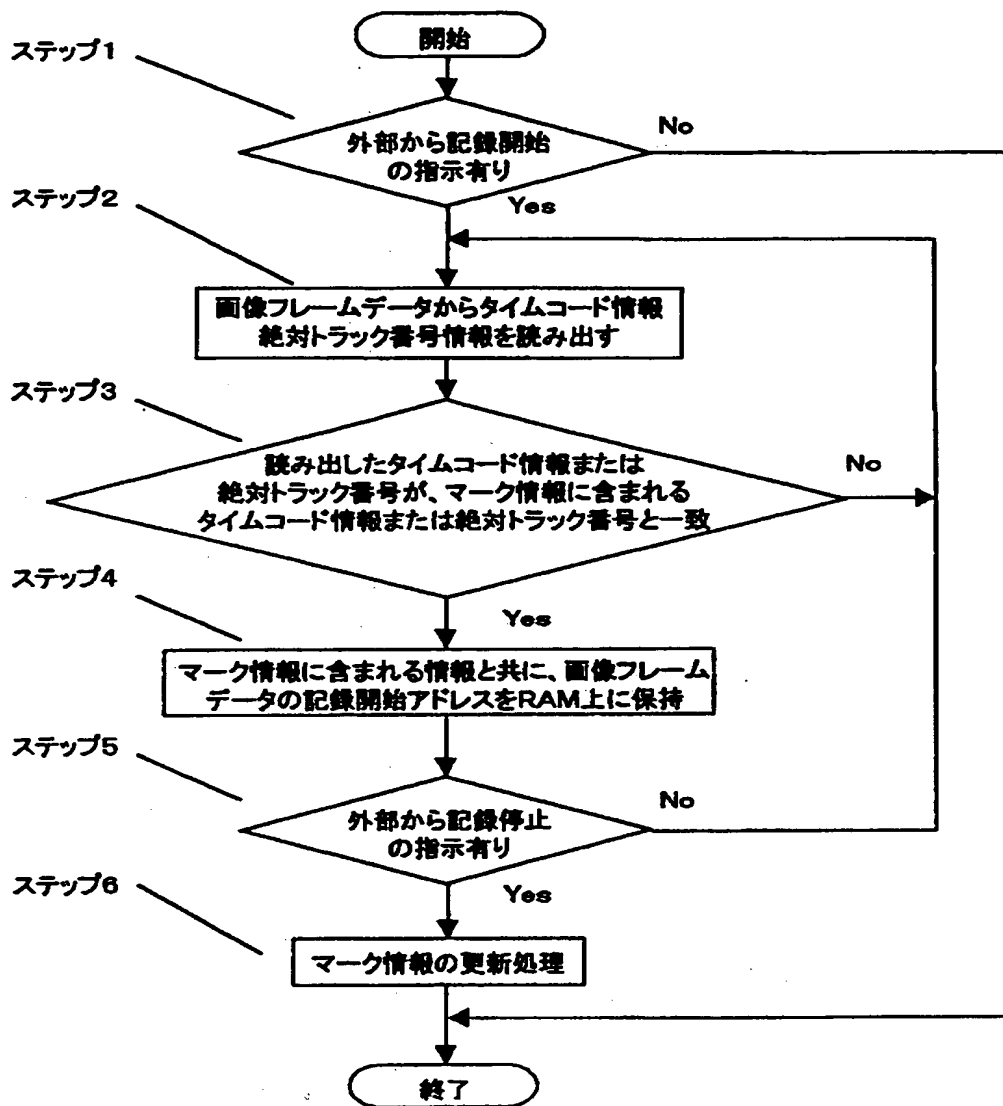 開始
ステップ1
外部から記録開始
の指示有り
No
Yes
ステップ2
画像フレームデータからタイムコード情報
絶対トラック番号情報を読み出す
ステップ3
読み出したタイムコード情報または
絶対トラック番号が、マーク情報に含まれる
タイムコード情報または絶対トラック番号と一致
No
Yes
ステップ4
マーク情報に含まれる情報と共に、画像フレーム
データの記録開始アドレスをRAM上に保持
ステップ5
外部から記録停止
の指示有り
No
Yes
ステップ6
マーク情報の更新処理
終了